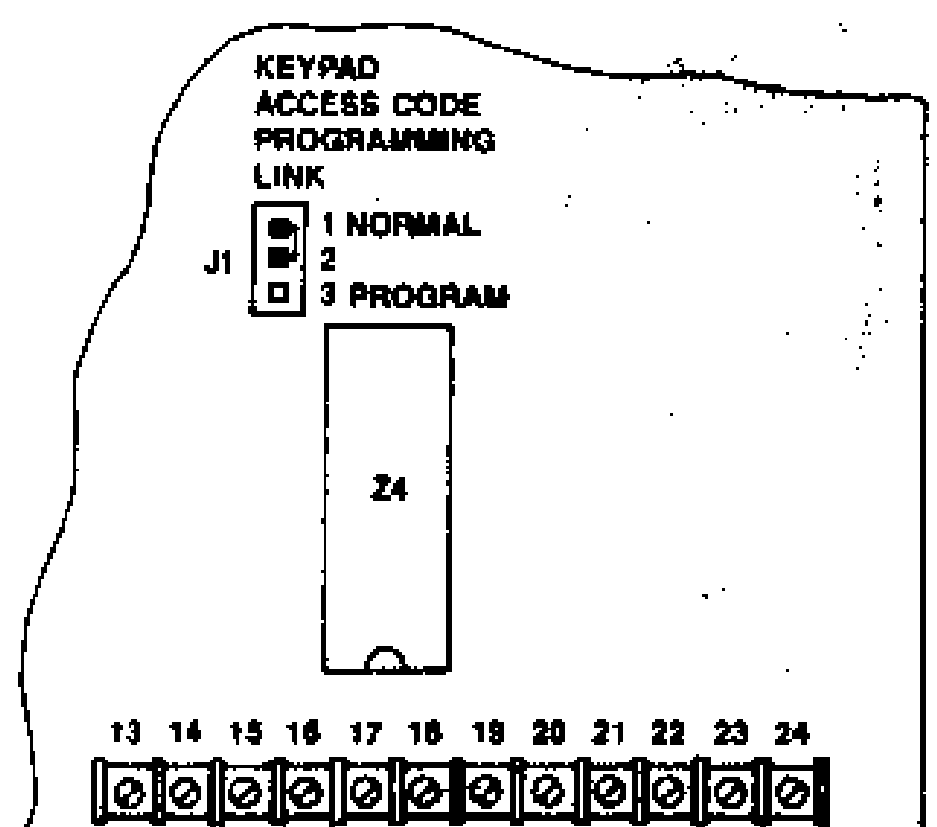 KEYPAD
ACCESS CODE
PROGRAMMING
LINK
1 NORMAL
J1 2
3 PROGRAM
Z4
13 14 15 16 17 18 19 20 21 22 23 24